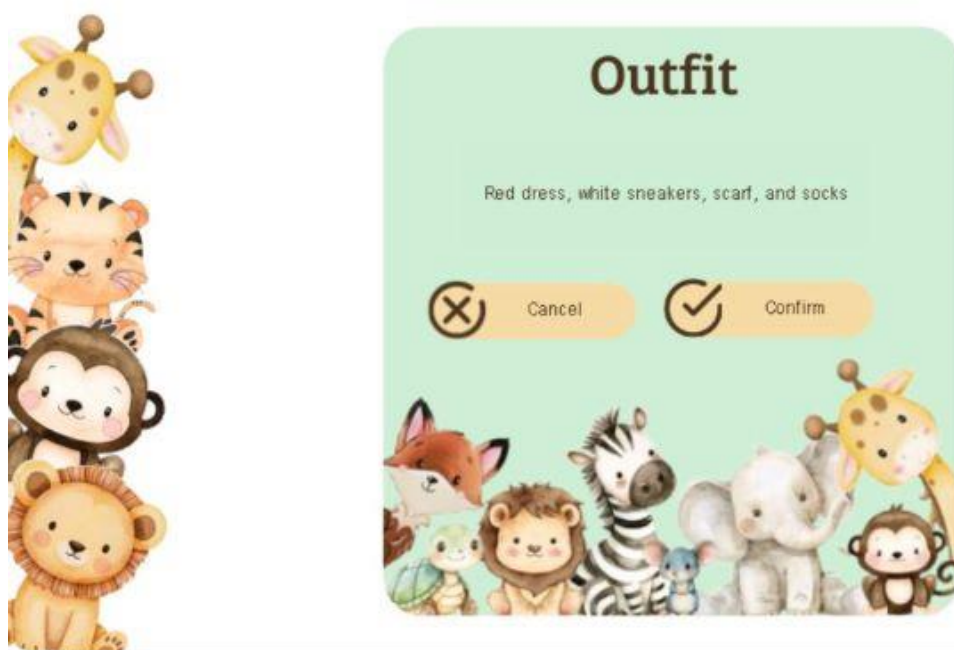 Outfit
Red dress, white sneakers, scarf, and socks
Cancel
Confirm